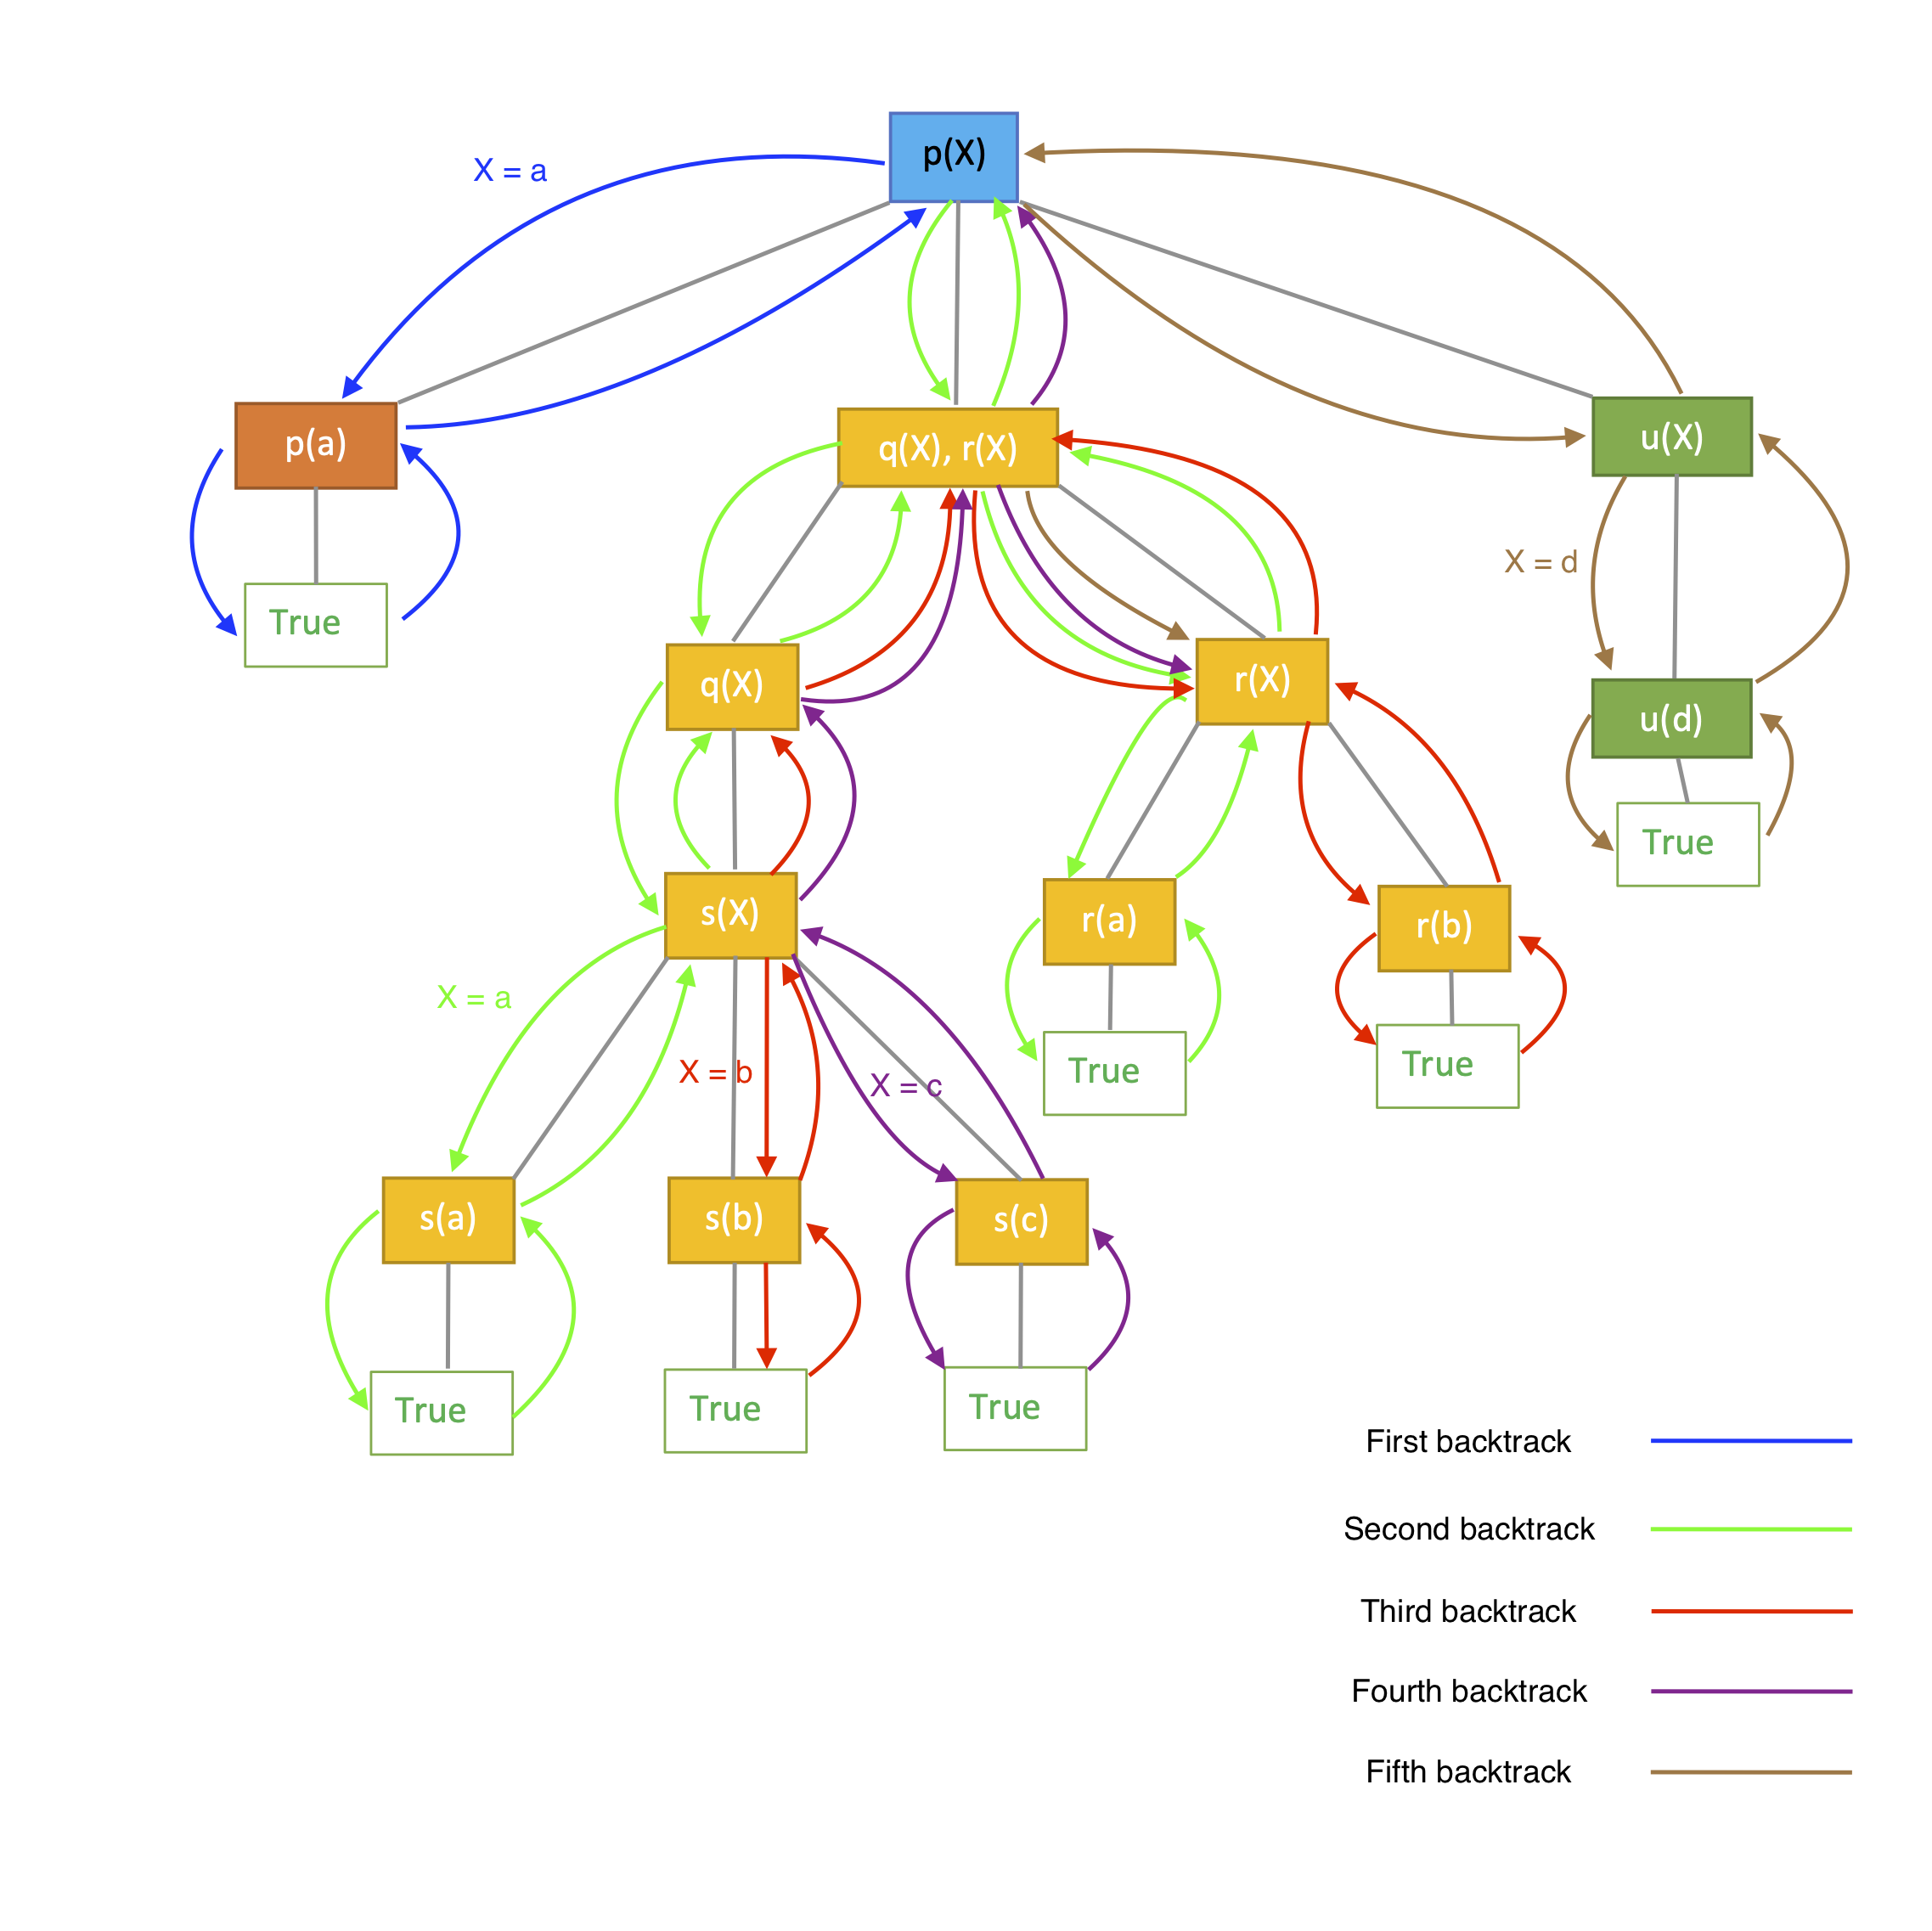 p(X)
X = a
p(a)
q(X), r(X)
u(X)
X = d
True
q(X)
r(X)
u(d)
True
s(X)
r(a)
r(b)
X = a
X = b
X = c
True
True
s(a)
s(b)
s(c)
True
True
True
First backtrack
Second backtrack
Third backtrack
Fourth backtrack
Fifth backtrack